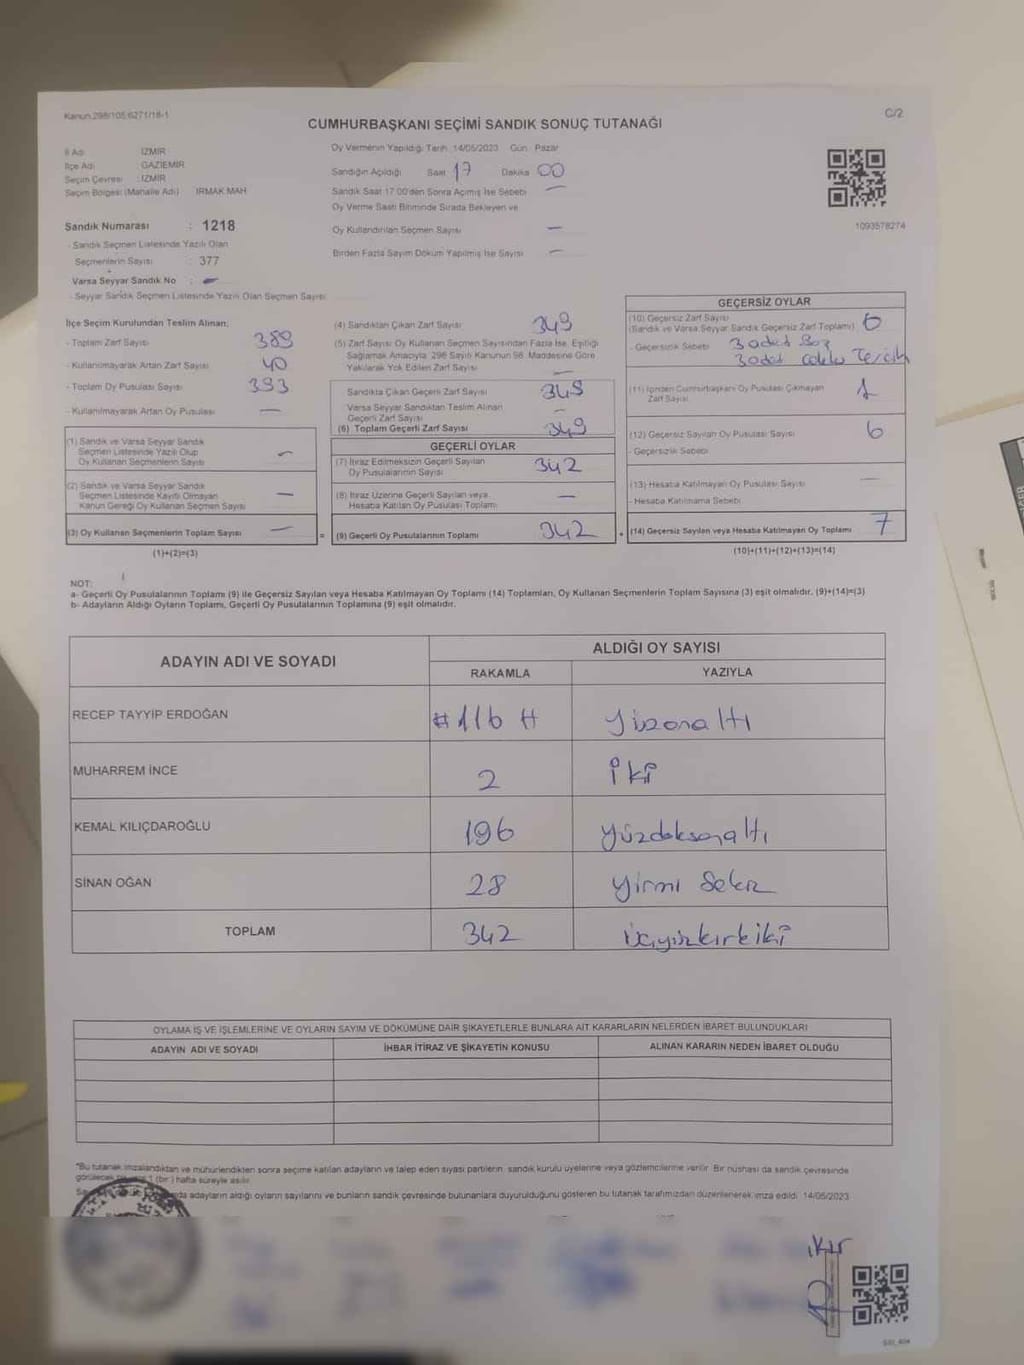 Kanun 298/105 6271/18-1
C/2
CUMHURBAŞKANI SEÇİMİ SANDIK SONUÇ TUTANAĞI
İl Adı İZMİR
İlçe Adı GAZİEMİR
Seçim Çevresi : İZMİR
Seçim Bölgesi (Mahalle Adı) IRMAK MAH
Sandık Numarası : 1218
- Sandık Seçmen Listesinde Yazılı Olan
Seçmenlerin Sayısı : 377
Varsa Seyyar Sandık No : -
- Seyyar Sandık Seçmen Listesinde Yazılı Olan Seçmen Sayısı
Oy Vermenin Yapıldığı Tarih 14/05/2023 Gün Pazar
Sandığın Açıldığı Saat 17 Dakika 00
Sandık Saat 17.00'den Sonra Açılmış İse Sebebi -
Oy Verme Saati Bitiminde Sırada Bekleyen ve
Oy Kullandırılan Seçmen Sayısı -
Birden Fazla Sayım Döküm Yapılmış İse Sayısı -
1093578274
İlçe Seçim Kurulundan Teslim Alınan;
- Toplam Zarf Sayısı 389
- Kullanılmayarak Artan Zarf Sayısı 40
- Toplam Oy Pusulası Sayısı 393
- Kullanılmayarak Artan Oy Pusulası -
(1) Sandık ve Varsa Seyyar Sandık
Seçmen Listesinde Yazılı Olup
Oy Kullanan Seçmenlerin Sayısı -
(2) Sandık ve Varsa Seyyar Sandık
Seçmen Listesinde Kayıtlı Olmayan
Kanun Gereği Oy Kullanan Seçmen Sayısı -
(3) Oy Kullanan Seçmenlerin Toplam Sayısı -
(1)+(2)=(3)
=
(4) Sandıktan Çıkan Zarf Sayısı 349
(5) Zarf Sayısı Oy Kullanan Seçmen Sayısından Fazla İse, Eşitliği
Sağlamak Amacıyla, 298 Sayılı Kanunun 98. Maddesine Göre
Yakılarak Yok Edilen Zarf Sayısı -
Sandıkta Çıkan Geçerli Zarf Sayısı 349
Varsa Seyyar Sandıktan Teslim Alınan
Geçerli Zarf Sayısı -
(6) Toplam Geçerli Zarf Sayısı 349
GEÇERLİ OYLAR
(7) İtiraz Edilmeksizin Geçerli Sayılan
Oy Pusulalarının Sayısı 342
(8) İtiraz Üzerine Geçerli Sayılan veya
Hesaba Katılan Oy Pusulası Toplamı -
(9) Geçerli Oy Pusulalarının Toplamı 342
+
GEÇERSİZ OYLAR
(10) Geçersiz Zarf Sayısı
(Sandık ve Varsa Seyyar Sandık Geçersiz Zarf Toplamı)
- Geçersizlik Sebebi 3 adet Boş
3 adet Tercih
(11) İçinden Cumhurbaşkanı Oy Pusulası Çıkmayan
Zarf Sayısı 1
(12) Geçersiz Sayılan Oy Pusulası Sayısı 6
- Geçersizlik Sebebi
(13) Hesaba Katılmayan Oy Pusulası Sayısı -
- Hesaba Katılmama Sebebi
(14) Geçersiz Sayılan veya Hesaba Katılmayan Oy Toplamı 7
(10)+(11)+(12)+(13)=(14)
NOT:
a- Geçerli Oy Pusulalarının Toplamı (9) ile Geçersiz Sayılan veya Hesaba Katılmayan Oy Toplamı (14) Toplamları, Oy Kullanan Seçmenlerin Toplam Sayısına (3) eşit olmalıdır. (9)+(14)=(3)
b- Adayların Aldığı Oyların Toplamı, Geçerli Oy Pusulalarının Toplamına (9) eşit olmalıdır.
ADAYIN ADI VE SOYADI
ALDIĞI OY SAYISI
RAKAMLA YAZIYLA
RECEP TAYYİP ERDOĞAN #116 # Yüzonaltı
MUHARREM İNCE 2 İki
KEMAL KILIÇDAROĞLU 196 Yüzdoksanaltı
SİNAN OĞAN 28 Yirmi Sekiz
TOPLAM 342 Üçyüzkırkiki
OYLAMA İŞ VE İŞLEMLERİNE VE OYLARIN SAYIM VE DÖKÜMÜNE DAİR ŞİKAYETLERLE BUNLARA AİT KARARLARIN NELERDEN İBARET BULUNDUKLARI
ADAYIN ADI VE SOYADI İHBAR İTİRAZ VE ŞİKAYETİN KONUSU ALINAN KARARIN NEDEN İBARET OLDUĞU
"Bu tutanak imzalandıktan ve mühürlendikten sonra seçime katılan adayların ve talep eden siyasi partilerin sandık kurulu üyelerine veya gözlemcilerine verilir. Bir nüshası da sandık çevresinde
görülecek 1 (bir) hafta süreyle asılır.
adayların aldığı oyların sayılarını ve bunların sandık çevresinde bulunanlara duyurulduğunu gösteren bu tutanak tarafımızdan düzenlenerek imza edildi. 14/05/2023